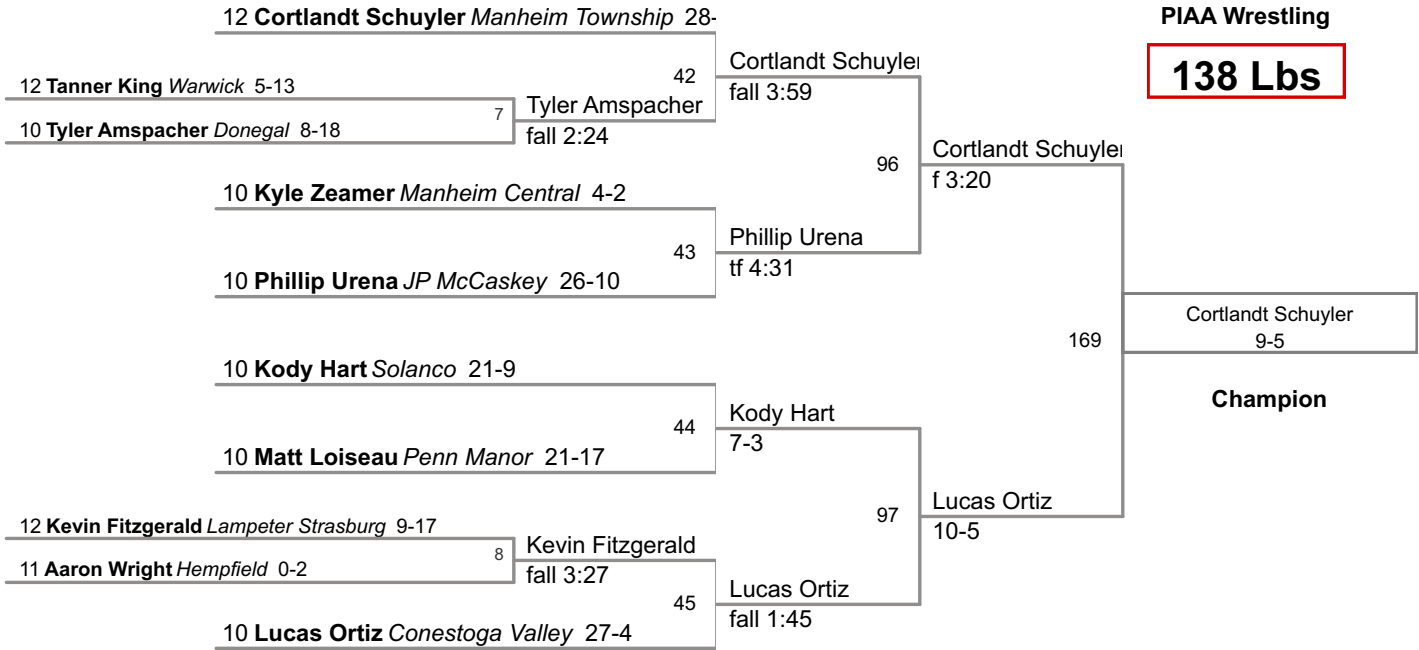 12 Cortlandt Schuyler Manheim Township 28-
PIAA Wrestling
138 Lbs
42
Cortlandt Schuyler
fall 3:59
12 Tanner King Warwick 5-13
7
Tyler Amspacher
fall 2:24
10 Tyler Amspacher Donegal 8-18
96
Cortlandt Schuyler
f 3:20
10 Kyle Zeamer Manheim Central 4-2
43
Phillip Urena
tf 4:31
10 Phillip Urena JP McCaskey 26-10
169
Cortlandt Schuyler
9-5
Champion
10 Kody Hart Solanco 21-9
44
Kody Hart
7-3
10 Matt Loiseau Penn Manor 21-17
97
Lucas Ortiz
10-5
12 Kevin Fitzgerald Lampeter Strasburg 9-17
8
Kevin Fitzgerald
fall 3:27
11 Aaron Wright Hempfield 0-2
45
Lucas Ortiz
fall 1:45
10 Lucas Ortiz Conestoga Valley 27-4